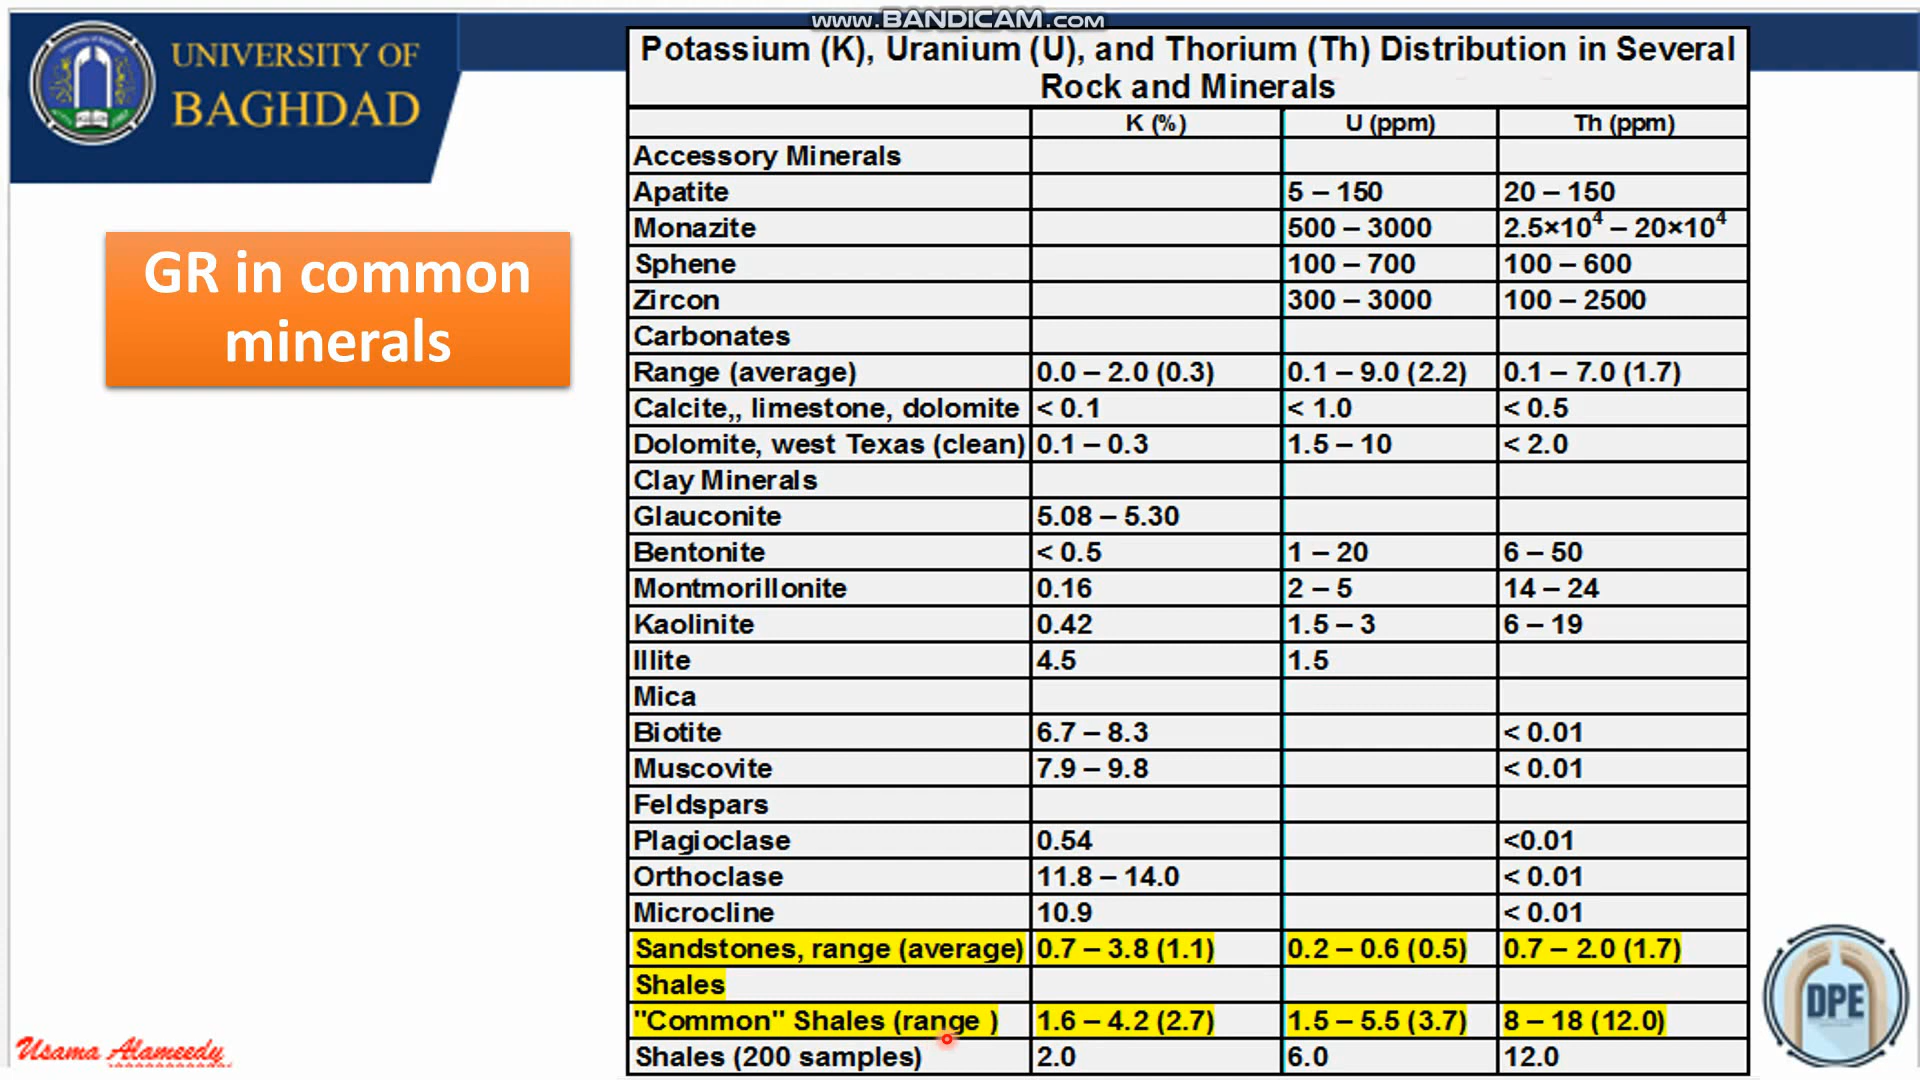 WWW.BANDICAM.COM
UNIVERSITY OF
BAGHDAD
GR in common
minerals
Potassium (K), Uranium (U), and Thorium (Th) Distribution in Several
Rock and Minerals
K (%) U (ppm) Th (ppm)
Accessory Minerals
Apatite 5 – 150 20 – 150
Monazite 500 – 3000 2.5×10⁴ – 20×10⁴
Sphene 100 – 700 100 – 600
Zircon 300 – 3000 100 – 2500
Carbonates
Range (average) 0.0 – 2.0 (0.3) 0.1 – 9.0 (2.2) 0.1 – 7.0 (1.7)
Calcite,, limestone, dolomite < 0.1 < 1.0 < 0.5
Dolomite, west Texas (clean) 0.1 – 0.3 1.5 – 10 < 2.0
Clay Minerals
Glauconite 5.08 – 5.30
Bentonite < 0.5 1 – 20 6 – 50
Montmorillonite 0.16 2 – 5 14 – 24
Kaolinite 0.42 1.5 – 3 6 – 19
Illite 4.5 1.5
Mica
Biotite 6.7 – 8.3 < 0.01
Muscovite 7.9 – 9.8 < 0.01
Feldspars
Plagioclase 0.54 <0.01
Orthoclase 11.8 – 14.0 < 0.01
Microcline 10.9 < 0.01
Sandstones, range (average) 0.7 – 3.8 (1.1) 0.2 – 0.6 (0.5) 0.7 – 2.0 (1.7)
Shales
"Common" Shales (range ) 1.6 – 4.2 (2.7) 1.5 – 5.5 (3.7) 8 – 18 (12.0)
Shales (200 samples) 2.0 6.0 12.0
Usama Alameedy
DPE